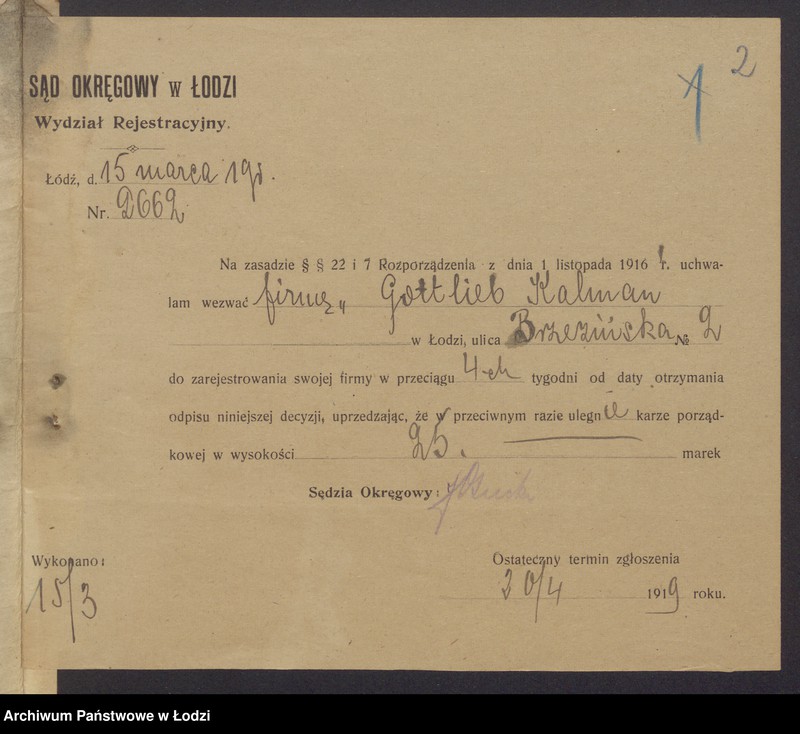 2
1
SĄD OKRĘGOWY W ŁODZI
Wydział Rejestracyjny.
Łódź, d. 15 marca 19
Nr. 2662
Na zasadzie § § 22 i 7 Rozporządzenia z dnia 1 listopada 1916 r. uchwa-
lam wezwać firmę „ Gottlieb Kalman
w Łodzi, ulica Brzezińska № 2
do zarejestrowania swojej firmy w przeciągu 4-ch tygodni od daty otrzymania
odpisu niniejszej decyzji, uprzedzając, że w przeciwnym razie ulegnie karze porząd-
kowej w wysokości 25. marek
Sędzia Okręgowy:
Wykonano: Ostateczny termin zgłoszenia
15/3 20/4 1919 roku.
Archiwum Państwowe w Łodzi